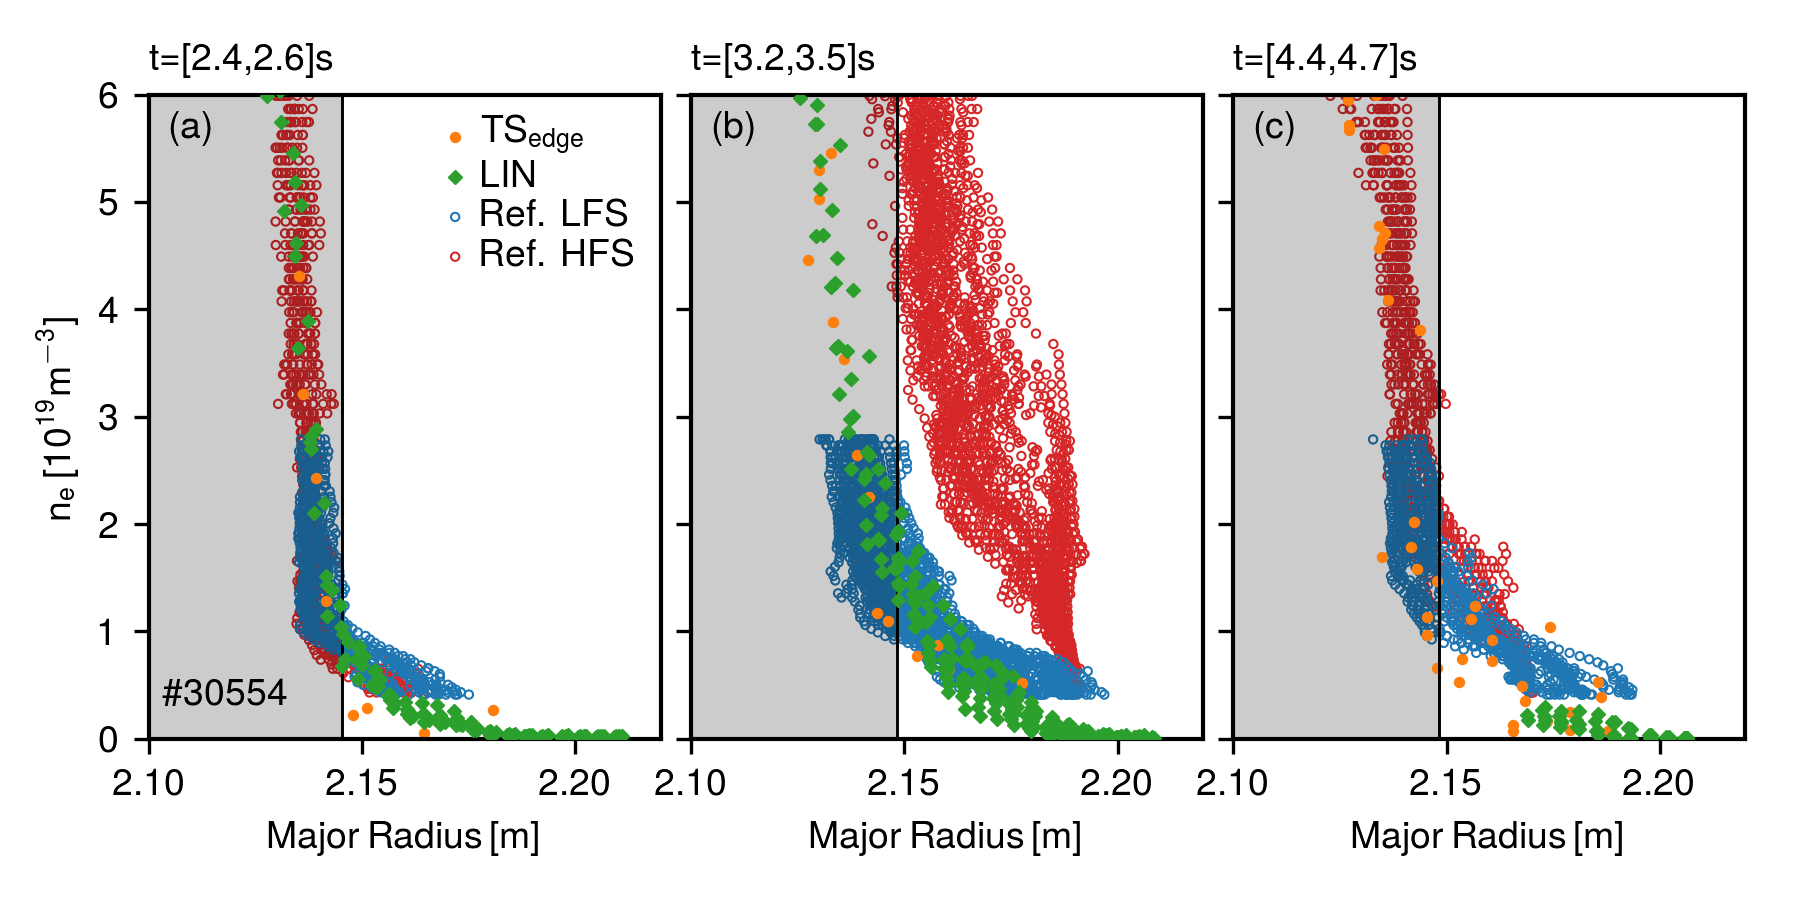 t=[2.4,2.6]s
t=[3.2,3.5]s
t=[4.4,4.7]s
(a)
(b)
(c)
TSedge
LIN
Ref. LFS
Ref. HFS
#30554
6
5
4
3
2
1
0
ne [10^19 m^−3]
2.10 2.15 2.20
2.10 2.15 2.20
2.10 2.15 2.20
Major Radius [m]
Major Radius [m]
Major Radius [m]